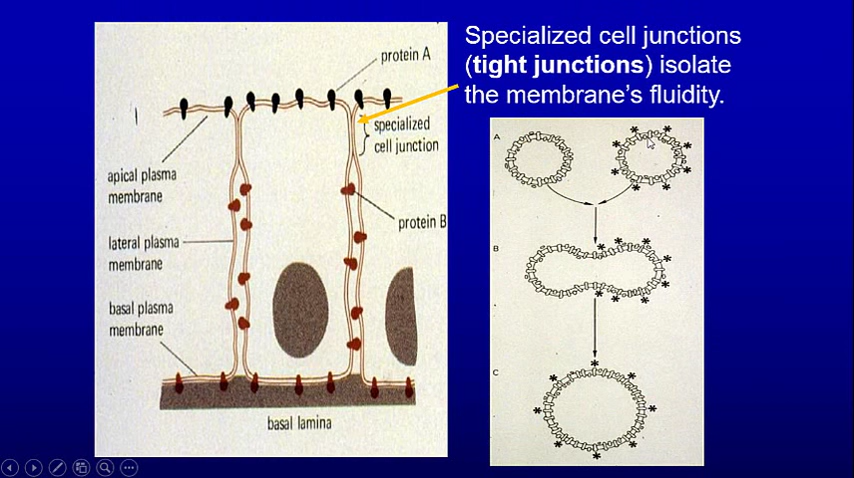 Specialized cell junctions
(tight junctions) isolate
the membrane's fluidity.
protein A
specialized
cell junction
apical plasma
membrane
protein B
lateral plasma
membrane
basal plasma
membrane
basal lamina
A
B
C